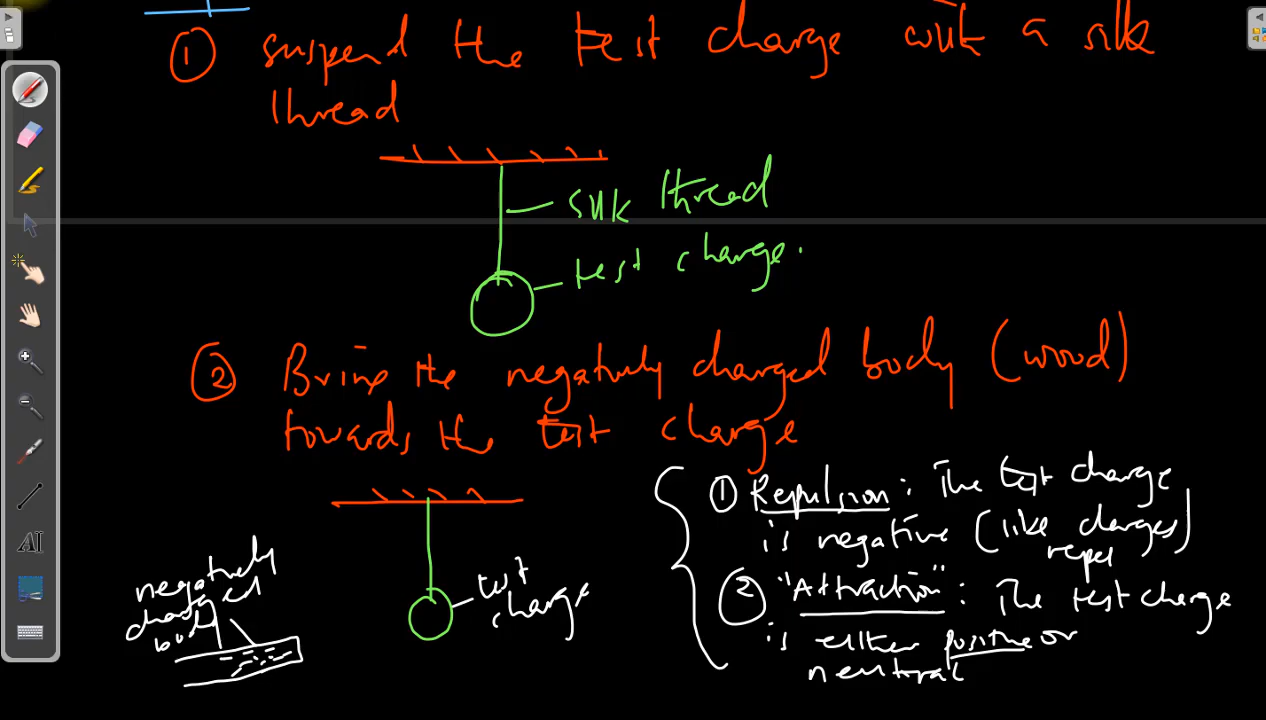 ① suspend the test charge with a silk
thread
silk thread
test charge.
② Bring the negatively charged body (wood)
towards the test charge
negatively
charged
body
test
charge
① Repulsion: The test charge
is negative (like charges)
repel
② "Attraction": The test charge
is either positive or
neutral
AI